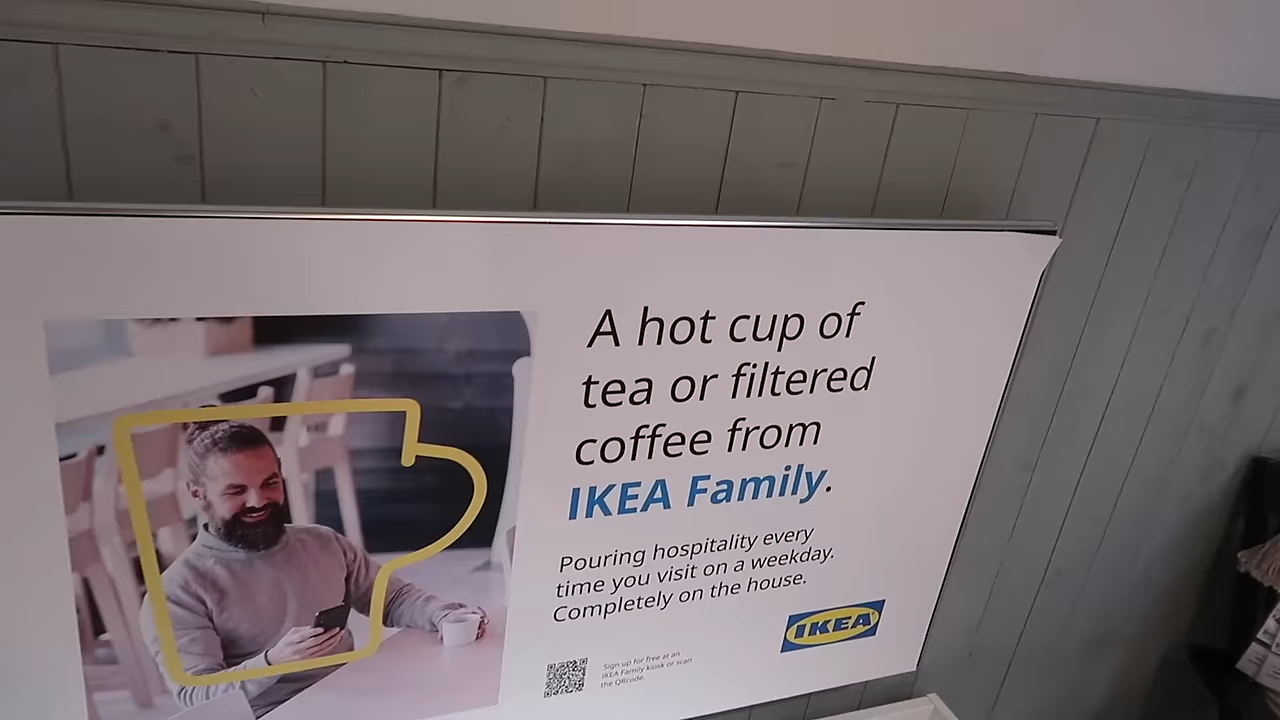 A hot cup of
tea or filtered
coffee from
IKEA Family.
Pouring hospitality every
time you visit on a weekday.
Completely on the house.
IKEA
Sign up for free at an
IKEA Family kiosk or scan
the QRcode.